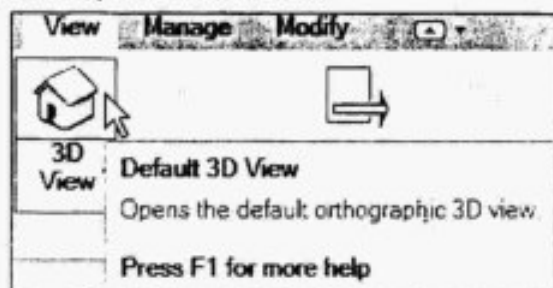 View Manage Modify
3D
View
Default 3D View
Opens the default orthographic 3D view.
Press F1 for more help